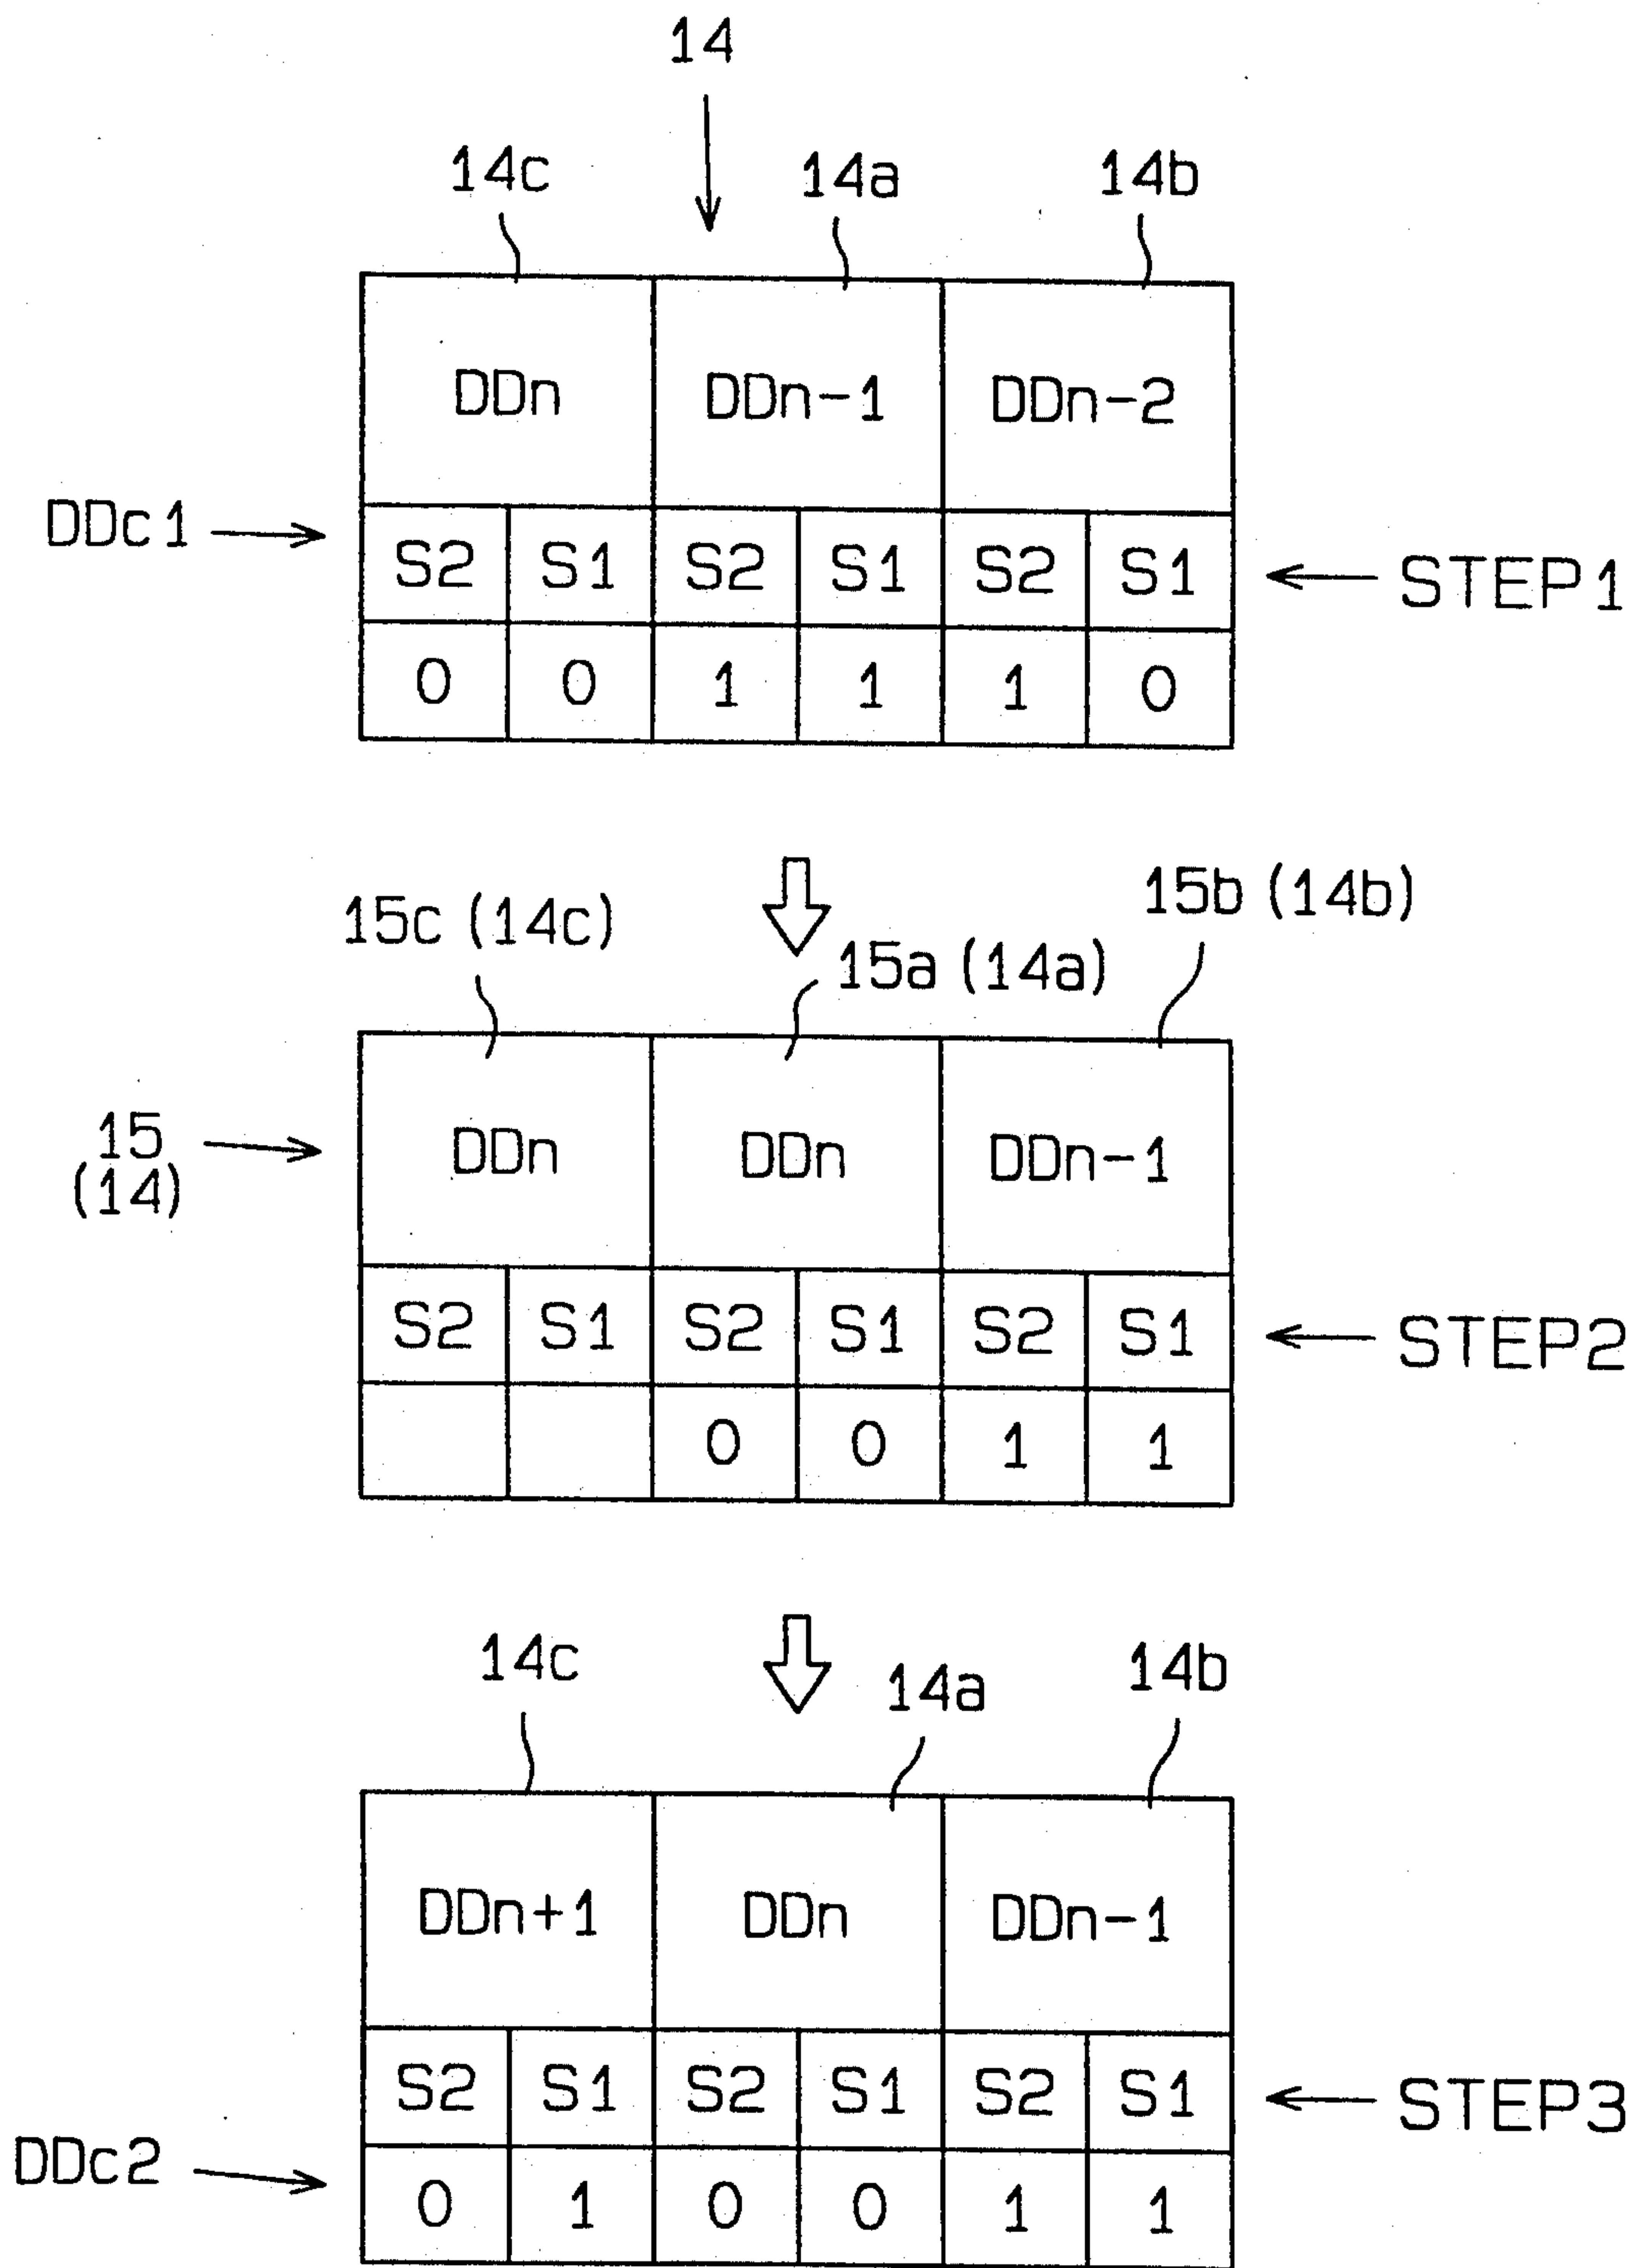 14
14c 14a 14b
DDn DDn-1 DDn-2
DDc1
S2 S1 S2 S1 S2 S1
STEP1
0 0 1 1 1 0
15c (14c) 15a (14a) 15b (14b)
15
(14)
DDn DDn DDn-1
S2 S1 S2 S1 S2 S1
STEP2
0 0 1 1
14c 14a 14b
DDn+1 DDn DDn-1
S2 S1 S2 S1 S2 S1
STEP3
DDc2
0 1 0 0 1 1